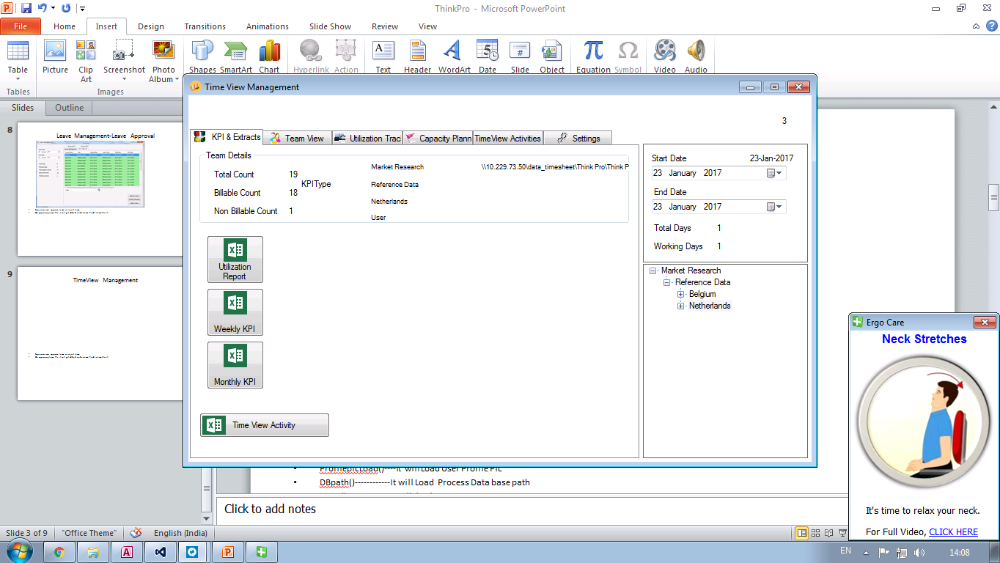 ThinkPro - Microsoft PowerPoint
File Home Insert Design Transitions Animations Slide Show Review View
Table Picture Clip Art Screenshot Photo Album Shapes SmartArt Chart Hyperlink Action Text Header WordArt Date Slide Object Equation Symbol Video Audio
Tables Images
Slides Outline
8
Leave Management-Leave Approval
9
TimeView Management
Time View Management
3
KPI & Extracts Team View Utilization Trac Capacity Plann TimeView Activities Settings
Team Details
Total Count 19
Billable Count 18
Non Billable Count 1
KPIType
Market Research \\10.229.73.50\data_timesheet\Think Pro\Think P
Reference Data
Netherlands
User
Utilization
Report
Weekly KPI
Monthly KPI
Time View Activity
Start Date 23-Jan-2017
23 January 2017
End Date
23 January 2017
Total Days 1
Working Days 1
Market Research
Reference Data
Belgium
Netherlands
• ProfilepicLoad()----It will Load User Profile Pic
• DBpath()------------It will Load Process Data base path
Click to add notes
Ergo Care
Neck Stretches
It's time to relax your neck.
For Full Video, CLICK HERE
Slide 3 of 9 "Office Theme" English (India)
EN 14:08